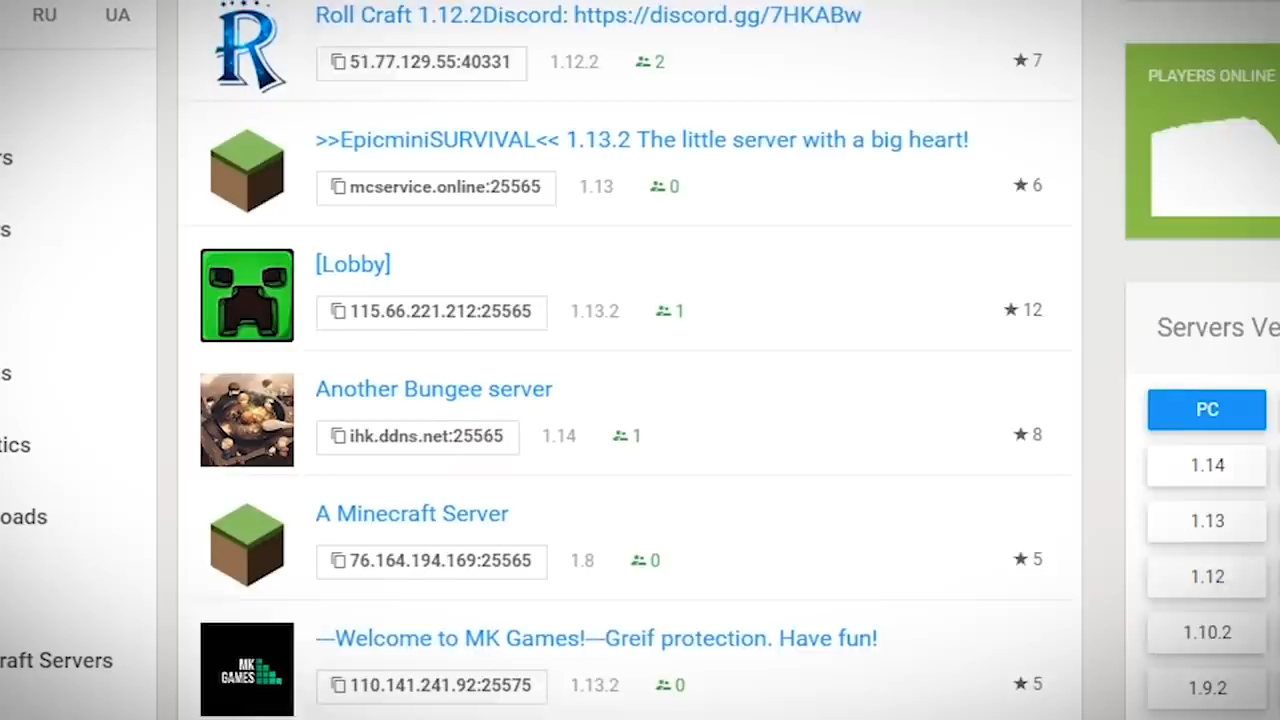 RU UA
Roll Craft 1.12.2Discord: https://discord.gg/7HKABw
51.77.129.55:40331 1.12.2 2 ★ 7
PLAYERS ONLINE
>>EpicminiSURVIVAL<< 1.13.2 The little server with a big heart!
rs
mcservice.online:25565 1.13 0 ★ 6
s
[Lobby]
115.66.221.212:25565 1.13.2 1 ★ 12
Servers Ve
s
Another Bungee server
PC
ihk.ddns.net:25565 1.14 1 ★ 8
tics
1.14
A Minecraft Server
oads
1.13
76.164.194.169:25565 1.8 0 ★ 5
1.12
—Welcome to MK Games!—Greif protection. Have fun!
1.10.2
raft Servers
MK
GAMES
110.141.241.92:25575 1.13.2 0 ★ 5
1.9.2